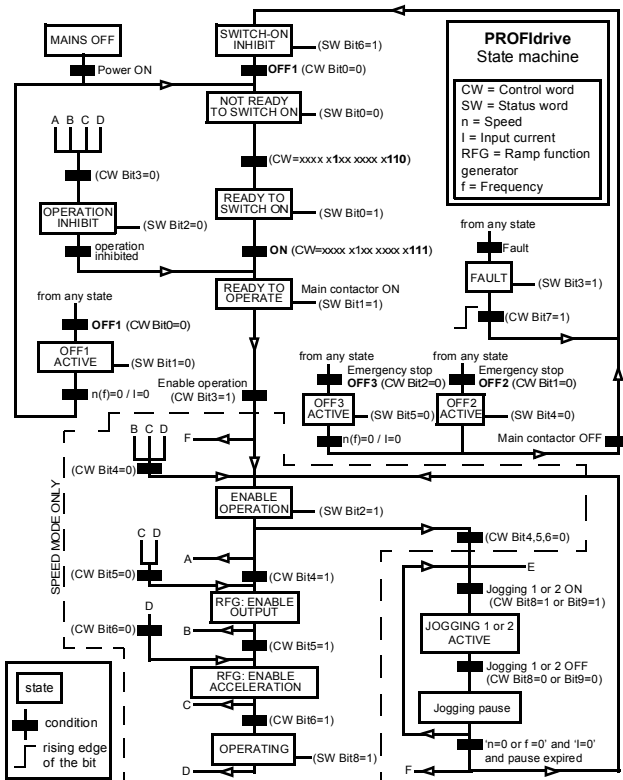 MAINS OFF
Power ON
SWITCH-ON
INHIBIT
(SW Bit6=1)
OFF1 (CW Bit0=0)
NOT READY
TO SWITCH ON
(SW Bit0=0)
PROFIdrive
State machine
CW = Control word
SW = Status word
n = Speed
I = Input current
RFG = Ramp function
generator
f = Frequency
A B C D
(CW Bit3=0)
OPERATION
INHIBIT
(SW Bit2=0)
operation
inhibited
(CW=xxxx x1xx xxxx x110)
READY TO
SWITCH ON
(SW Bit0=1)
ON (CW=xxxx x1xx xxxx x111)
READY TO
OPERATE
Main contactor ON
(SW Bit1=1)
from any state
Fault
FAULT
(SW Bit3=1)
(CW Bit7=1)
from any state
OFF1 (CW Bit0=0)
OFF1
ACTIVE
(SW Bit1=0)
n(f)=0 / I=0
Enable operation
(CW Bit3=1)
from any state
Emergency stop
OFF3 (CW Bit2=0)
OFF3
ACTIVE
(SW Bit5=0)
n(f)=0 / I=0
from any state
Emergency stop
OFF2 (CW Bit1=0)
OFF2
ACTIVE
(SW Bit4=0)
Main contactor OFF
SPEED MODE ONLY
B C D
(CW Bit4=0)
F
ENABLE
OPERATION
(SW Bit2=1)
(CW Bit4,5,6=0)
C D
(CW Bit5=0)
A
(CW Bit4=1)
RFG: ENABLE
OUTPUT
E
Jogging 1 or 2 ON
(CW Bit8=1 or Bit9=1)
D
(CW Bit6=0)
B
(CW Bit5=1)
JOGGING 1 or 2
ACTIVE
RFG: ENABLE
ACCELERATION
Jogging 1 or 2 OFF
(CW Bit8=0 or Bit9=0)
C
(CW Bit6=1)
Jogging pause
OPERATING
(SW Bit8=1)
'n=0 or f =0' and 'I=0'
and pause expired
D
F
state
condition
rising edge
of the bit